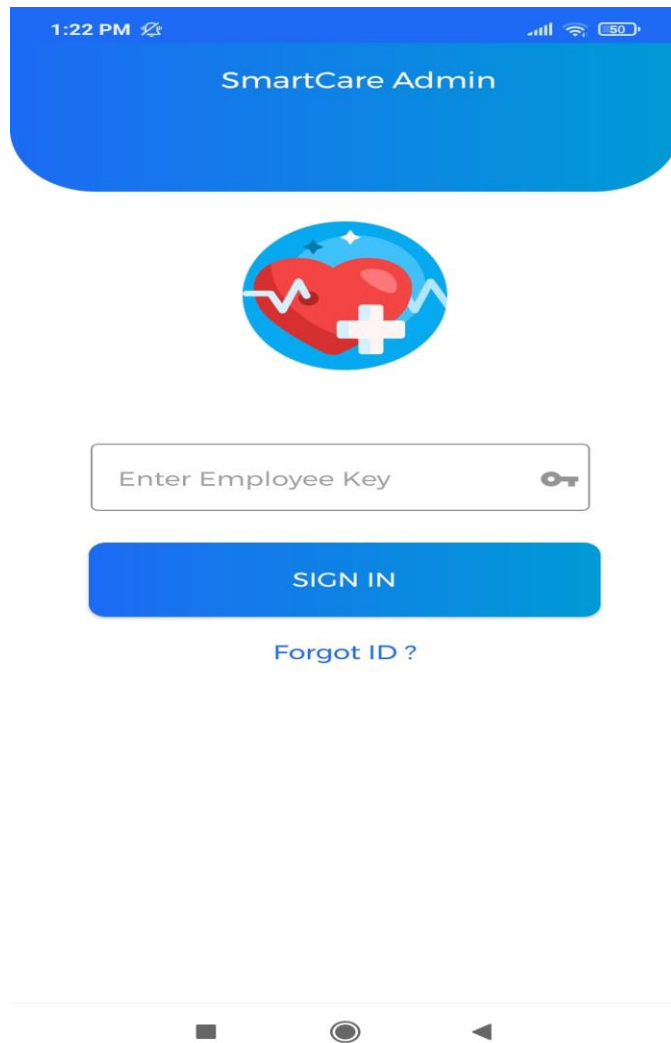 1:22 PM 50
SmartCare Admin
Enter Employee Key
SIGN IN
Forgot ID ?